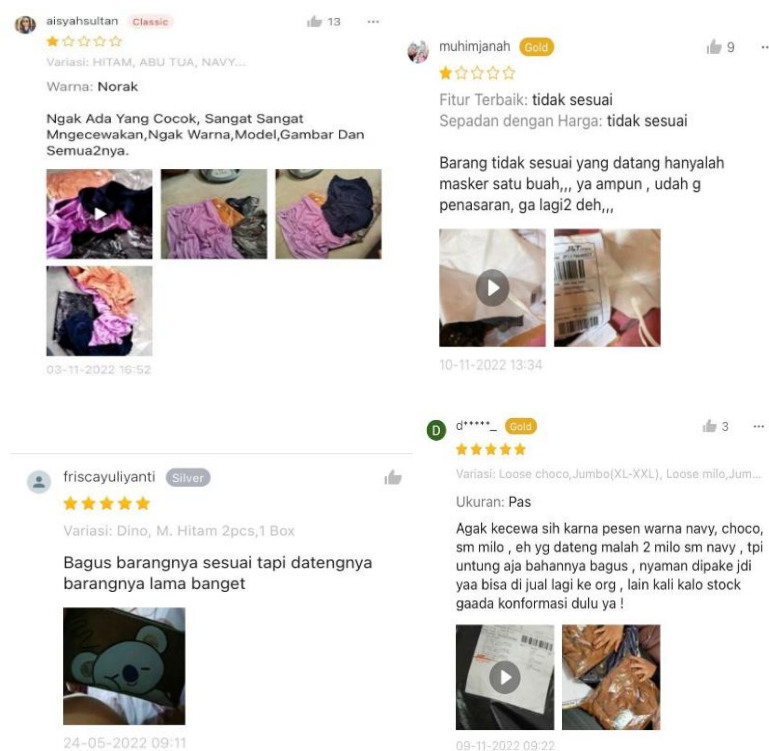 aisyahsultan Classic 13
Variasi: HITAM, ABU TUA, NAVY...
Warna: Norak
Ngak Ada Yang Cocok, Sangat Sangat
Mngecewakan,Ngak Warna,Model,Gambar Dan
Semua2nya.
03-11-2022 16:52
muhimjanah Gold 9
Fitur Terbaik: tidak sesuai
Sepadan dengan Harga: tidak sesuai
Barang tidak sesuai yang datang hanyalah
masker satu buah,,, ya ampun , udah g
penasaran, ga lagi2 deh,,,
J&T
10-11-2022 13:34
friscayuliyanti Silver
Variasi: Dino, M. Hitam 2pcs,1 Box
Bagus barangnya sesuai tapi datengnya
barangnya lama banget
24-05-2022 09:11
D d*****_ Gold 3
Variasi: Loose choco,Jumbo(XL-XXL), Loose milo,Jum...
Ukuran: Pas
Agak kecewa sih karna pesen warna navy, choco,
sm milo , eh yg dateng malah 2 milo sm navy , tpi
untung aja bahannya bagus , nyaman dipake jdi
yaa bisa di jual lagi ke org , lain kali kalo stock
gaada konformasi dulu ya !
09-11-2022 09:22